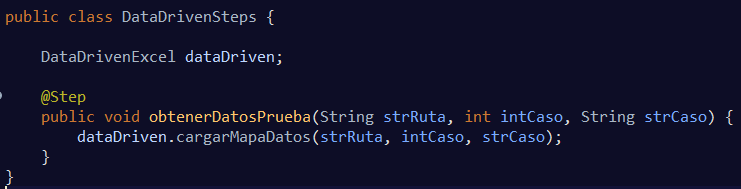 public class DataDrivenSteps {
DataDrivenExcel dataDriven;
@Step
public void obtenerDatosPrueba(String strRuta, int intCaso, String strCaso) {
dataDriven.cargarMapaDatos(strRuta, intCaso, strCaso);
}
}